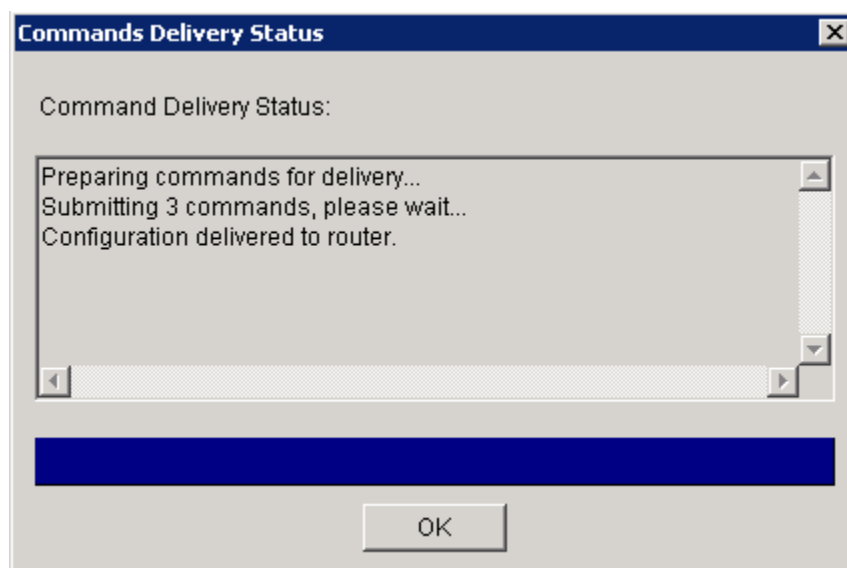 Commands Delivery Status
Command Delivery Status:
Preparing commands for delivery...
Submitting 3 commands, please wait...
Configuration delivered to router.
OK